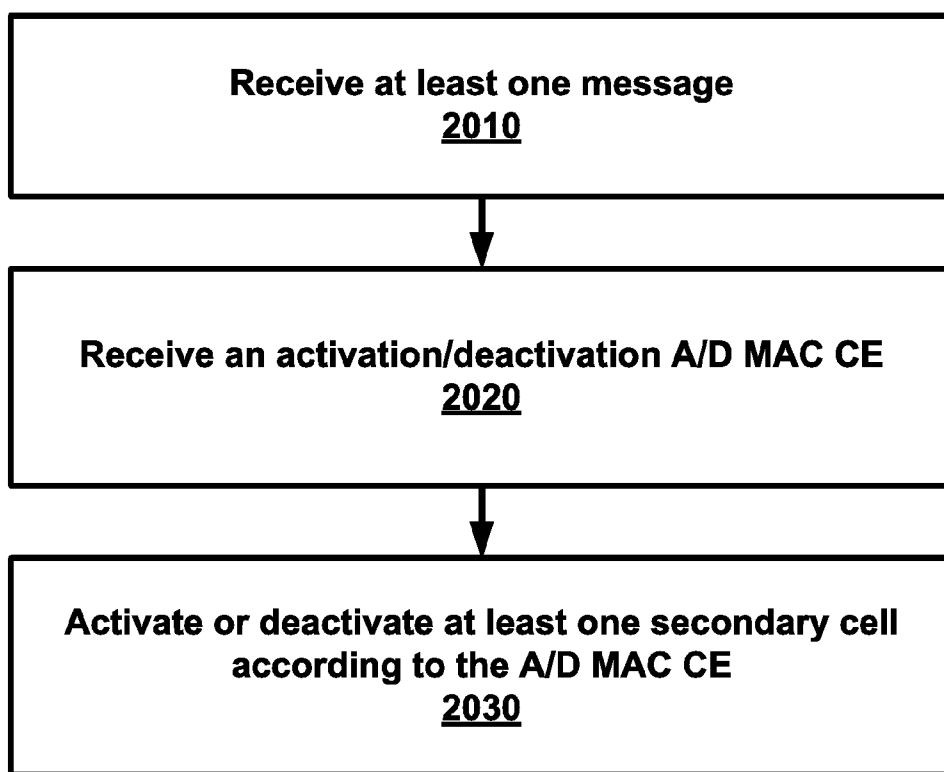 Receive at least one message
2010
Receive an activation/deactivation A/D MAC CE
2020
Activate or deactivate at least one secondary cell
according to the A/D MAC CE
2030